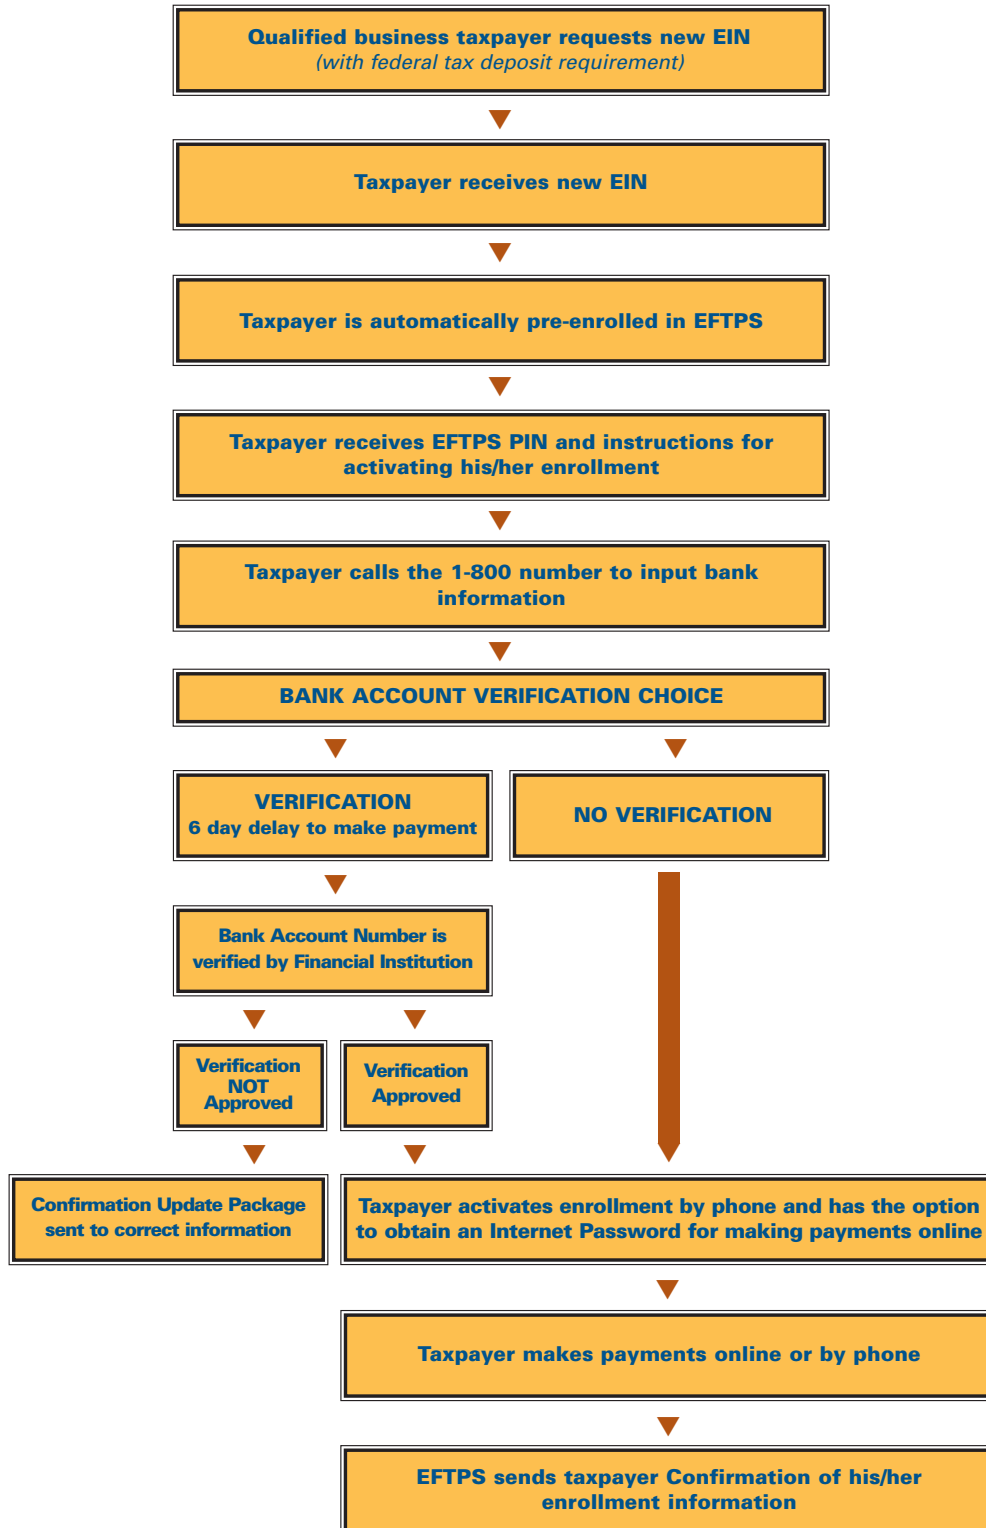 Qualified business taxpayer requests new EIN
(with federal tax deposit requirement)
Taxpayer receives new EIN
Taxpayer is automatically pre-enrolled in EFTPS
Taxpayer receives EFTPS PIN and instructions for
activating his/her enrollment
Taxpayer calls the 1-800 number to input bank
information
BANK ACCOUNT VERIFICATION CHOICE
VERIFICATION
6 day delay to make payment
NO VERIFICATION
Bank Account Number is
verified by Financial Institution
Verification
NOT
Approved
Verification
Approved
Confirmation Update Package
sent to correct information
Taxpayer activates enrollment by phone and has the option
to obtain an Internet Password for making payments online
Taxpayer makes payments online or by phone
EFTPS sends taxpayer Confirmation of his/her
enrollment information